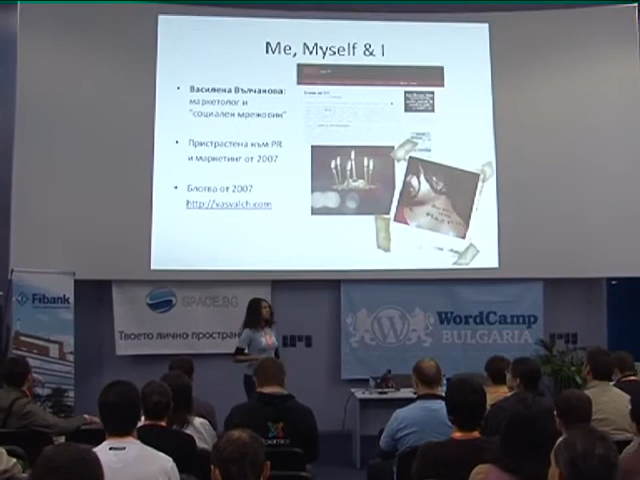 Me, Myself & I
• Василена Вълчанова:
маркетолог и
"социален мрежовик"
• Пристрастена към PR
и маркетинг от 2007
• Блогва от 2007
http://vasvalch.com
Fibank
SPACE.BG
Твоето лично простран
WordCamp
BULGARIA